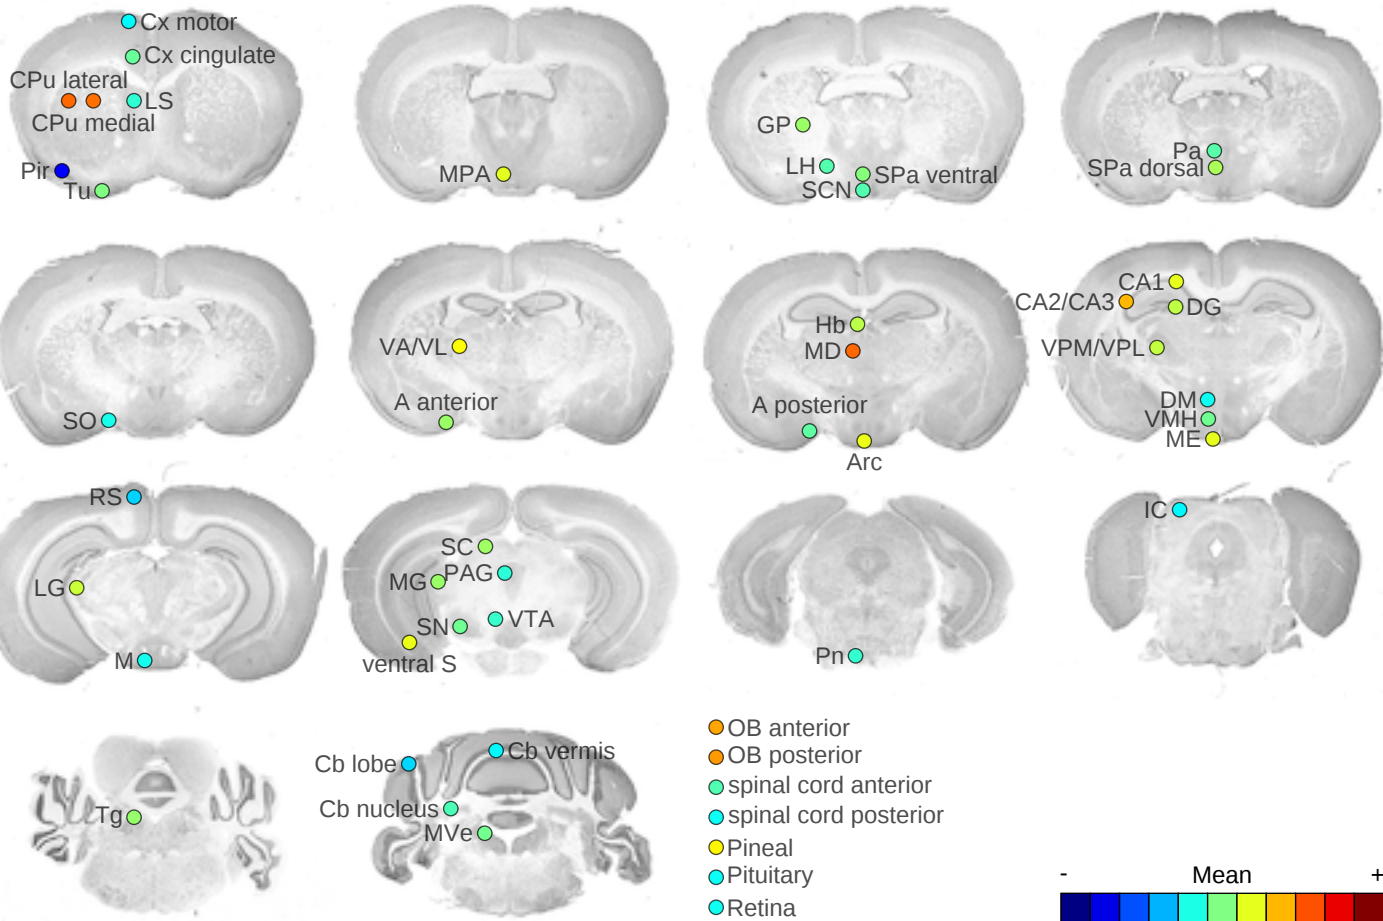 Cx motor
Cx cingulate
CPu lateral
LS
CPu medial
Pir
Tu
MPA
GP
LH
SPa ventral
SCN
Pa
SPa dorsal
SO
VA/VL
A anterior
Hb
MD
A posterior
Arc
CA1
CA2/CA3
DG
VPM/VPL
DM
VMH
ME
RS
LG
M
SC
PAG
MG
SN
VTA
ventral S
Pn
IC
Tg
Cb lobe
Cb vermis
Cb nucleus
MVe
OB anterior
OB posterior
spinal cord anterior
spinal cord posterior
Pineal
Pituitary
Retina
- Mean +